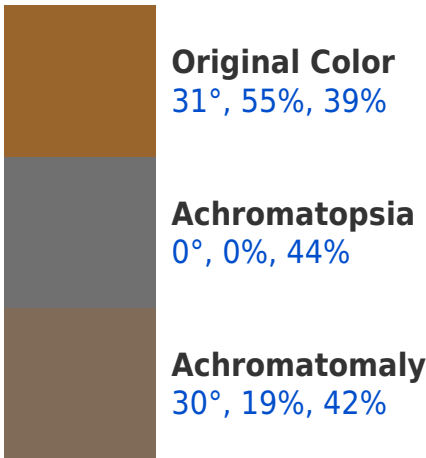 Original Color
31°, 55%, 39%
Achromatopsia
0°, 0%, 44%
Achromatomaly
30°, 19%, 42%